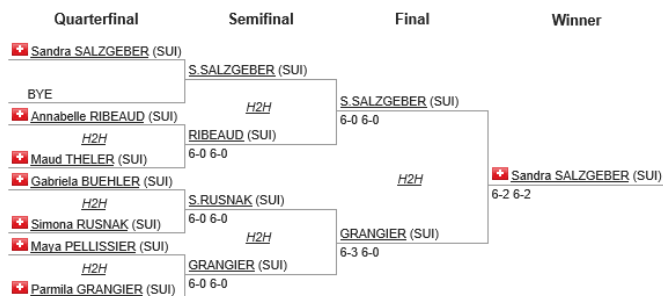 Quarterfinal Semifinal Final Winner
Sandra SALZGEBER (SUI)
S.SALZGEBER (SUI)
BYE
H2H
S.SALZGEBER (SUI)
6-0 6-0
Annabelle RIBEAUD (SUI)
H2H
RIBEAUD (SUI)
6-0 6-0
Maud THELER (SUI)
H2H
Sandra SALZGEBER (SUI)
6-2 6-2
Gabriela BUEHLER (SUI)
H2H
S.RUSNAK (SUI)
6-0 6-0
Simona RUSNAK (SUI)
H2H
GRANGIER (SUI)
6-3 6-0
Maya PELLISSIER (SUI)
H2H
GRANGIER (SUI)
6-0 6-0
Parmila GRANGIER (SUI)